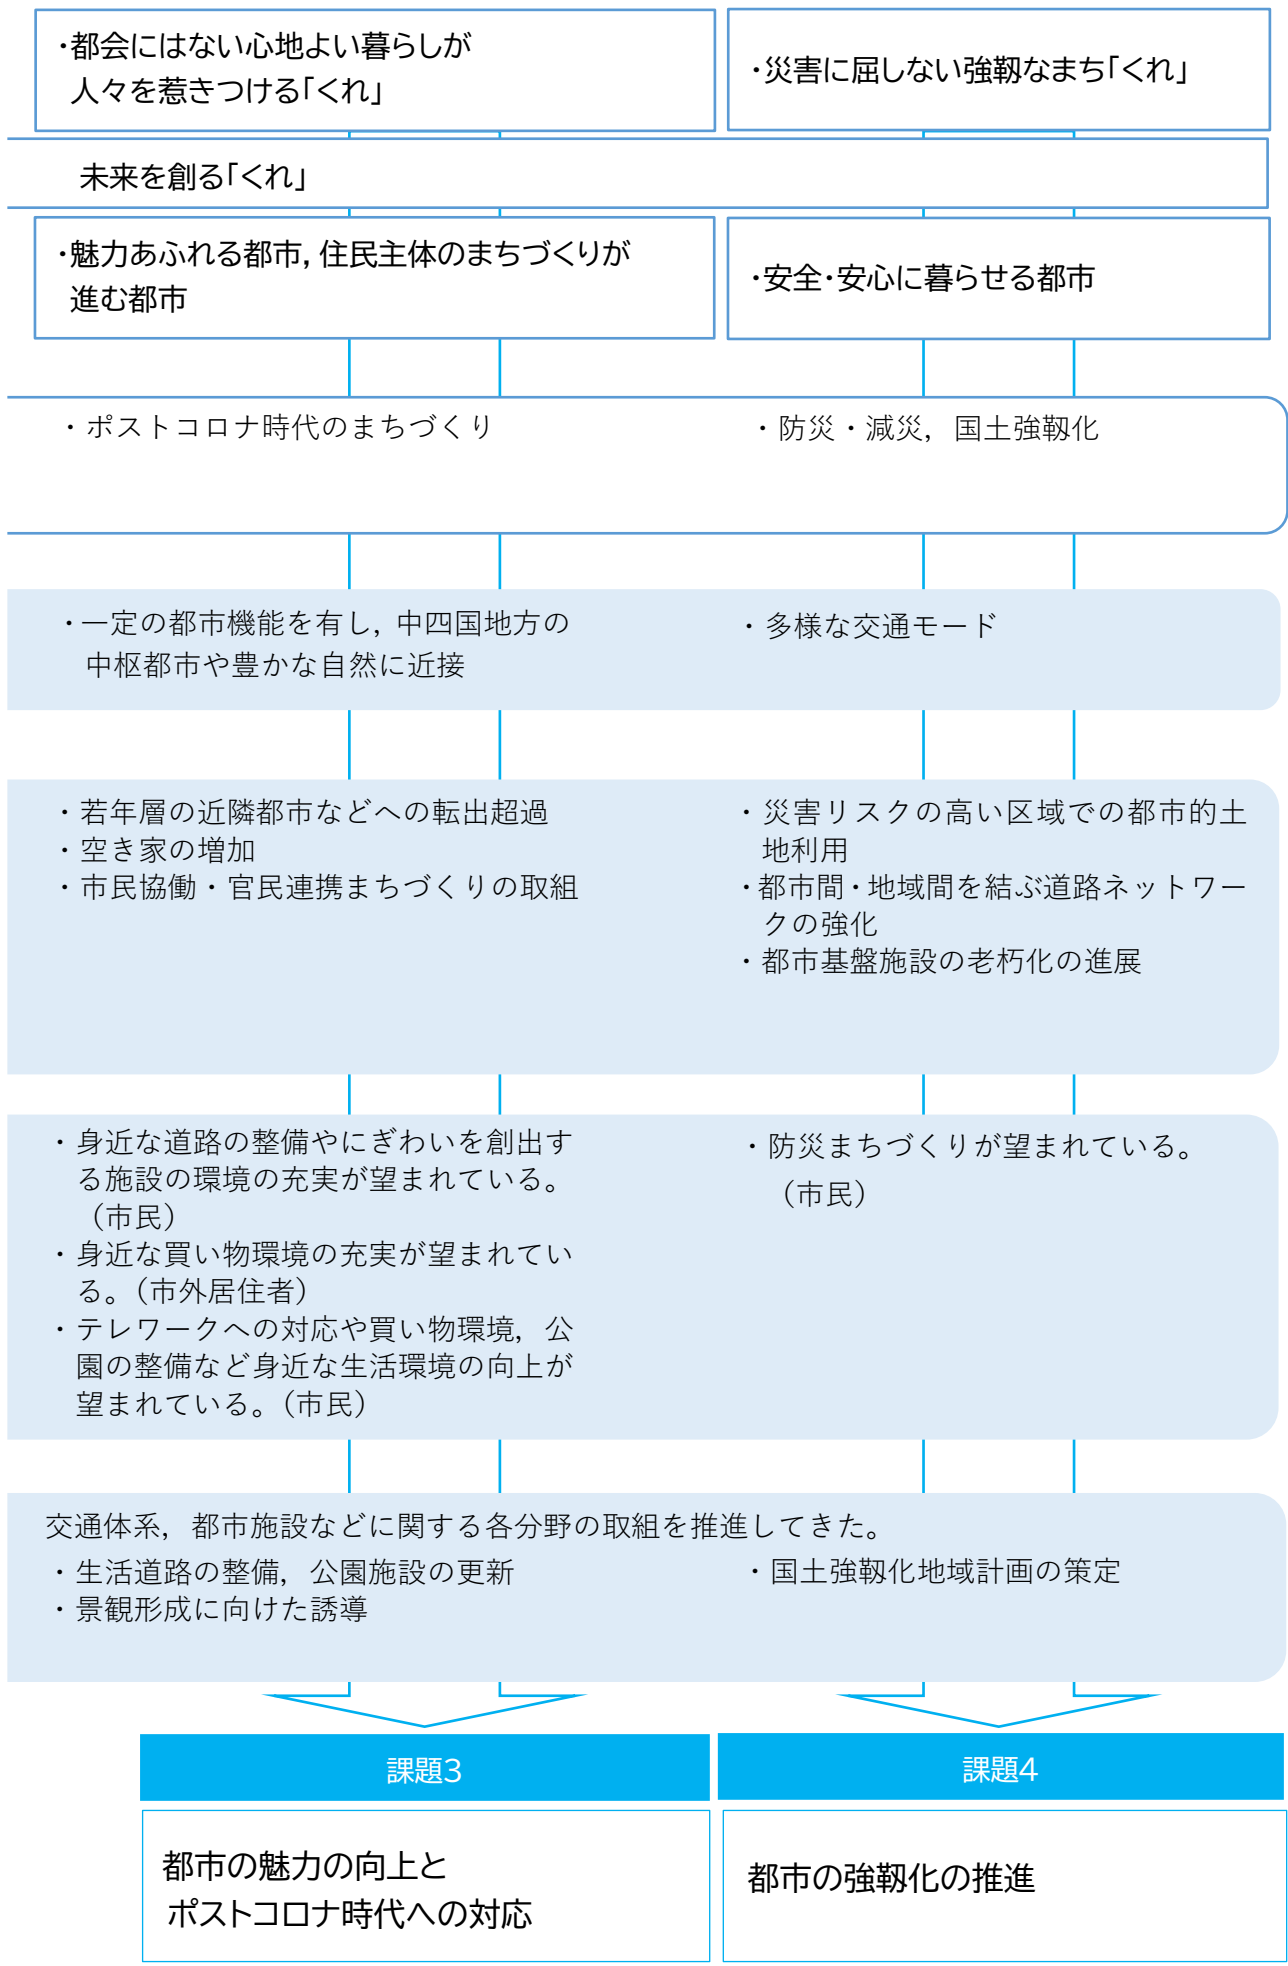 ・都会にはない心地よい暮らしが
人々を惹きつける「くれ」
・災害に屈しない強靱なまち「くれ」
未来を創る「くれ」
・魅力あふれる都市，住民主体のまちづくりが
進む都市
・安全・安心に暮らせる都市
・ポストコロナ時代のまちづくり
・防災・減災，国土強靱化
・一定の都市機能を有し，中四国地方の
中枢都市や豊かな自然に近接
・多様な交通モード
・若年層の近隣都市などへの転出超過
・空き家の増加
・市民協働・官民連携まちづくりの取組
・災害リスクの高い区域での都市的土
地利用
・都市間・地域間を結ぶ道路ネットワー
クの強化
・都市基盤施設の老朽化の進展
・身近な道路の整備やにぎわいを創出す
る施設の環境の充実が望まれている。
（市民）
・身近な買い物環境の充実が望まれてい
る。（市外居住者）
・テレワークへの対応や買い物環境，公
園の整備など身近な生活環境の向上が
望まれている。（市民）
・防災まちづくりが望まれている。
（市民）
交通体系，都市施設などに関する各分野の取組を推進してきた。
・生活道路の整備，公園施設の更新
・景観形成に向けた誘導
・国土強靱化地域計画の策定
課題3
都市の魅力の向上と
ポストコロナ時代への対応
課題4
都市の強靱化の推進